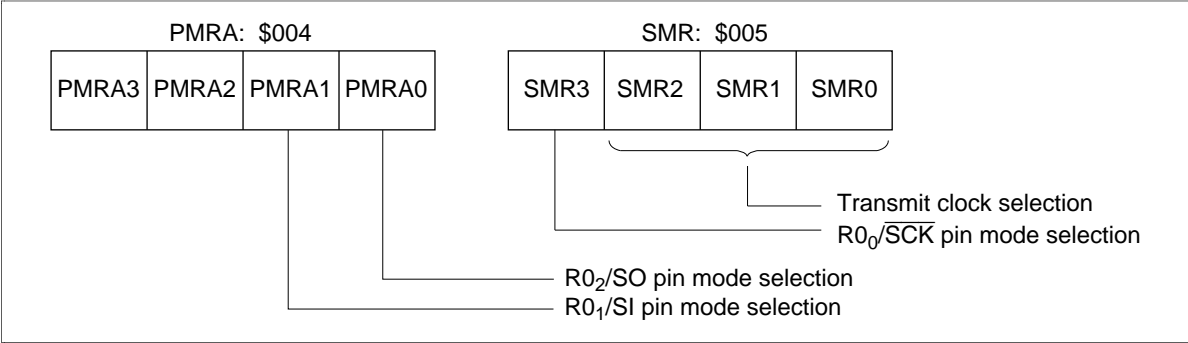 PMRA: $004
SMR: $005
PMRA3 PMRA2 PMRA1 PMRA0
SMR3 SMR2 SMR1 SMR0
Transmit clock selection
R0₀/S̅C̅K̅ pin mode selection
R0₂/SO pin mode selection
R0₁/SI pin mode selection